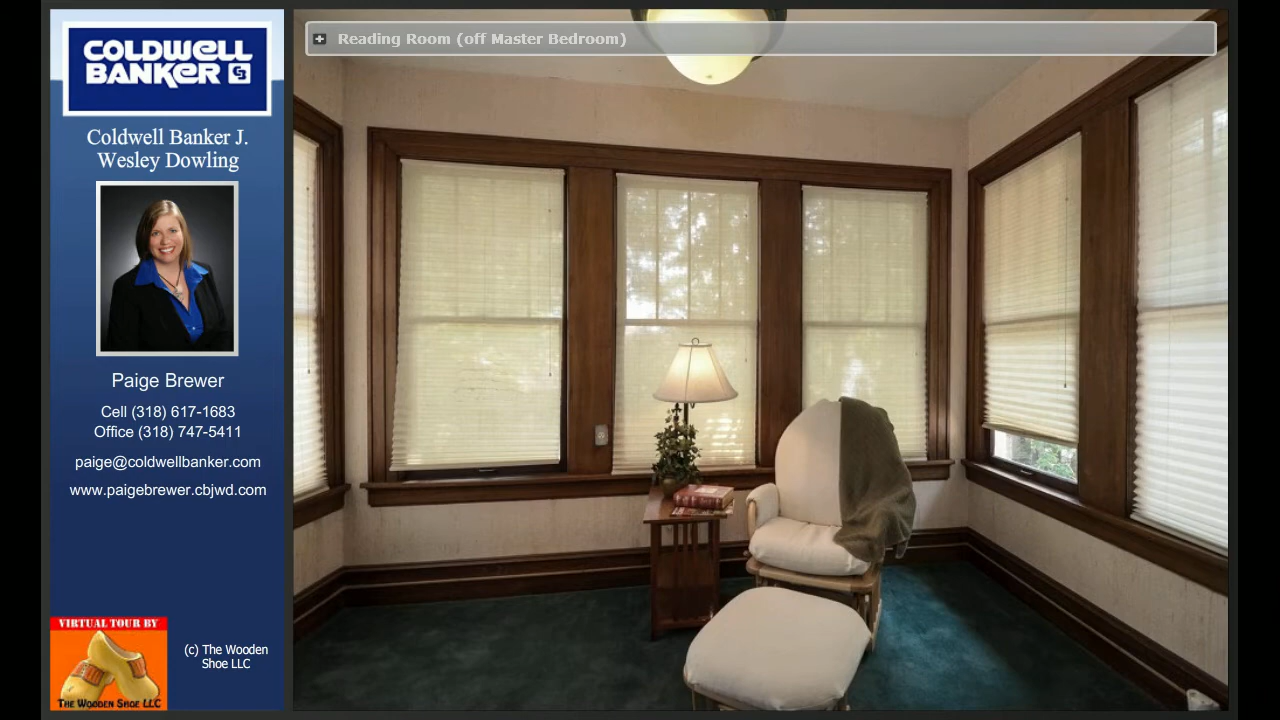 COLDWELL
BANKER CB
Coldwell Banker J.
Wesley Dowling
Paige Brewer
Cell (318) 617-1683
Office (318) 747-5411
paige@coldwellbanker.com
www.paigebrewer.cbjwd.com
VIRTUAL TOUR BY
THE WOODEN SHOE LLC
(c) The Wooden
Shoe LLC
Reading Room (off Master Bedroom)